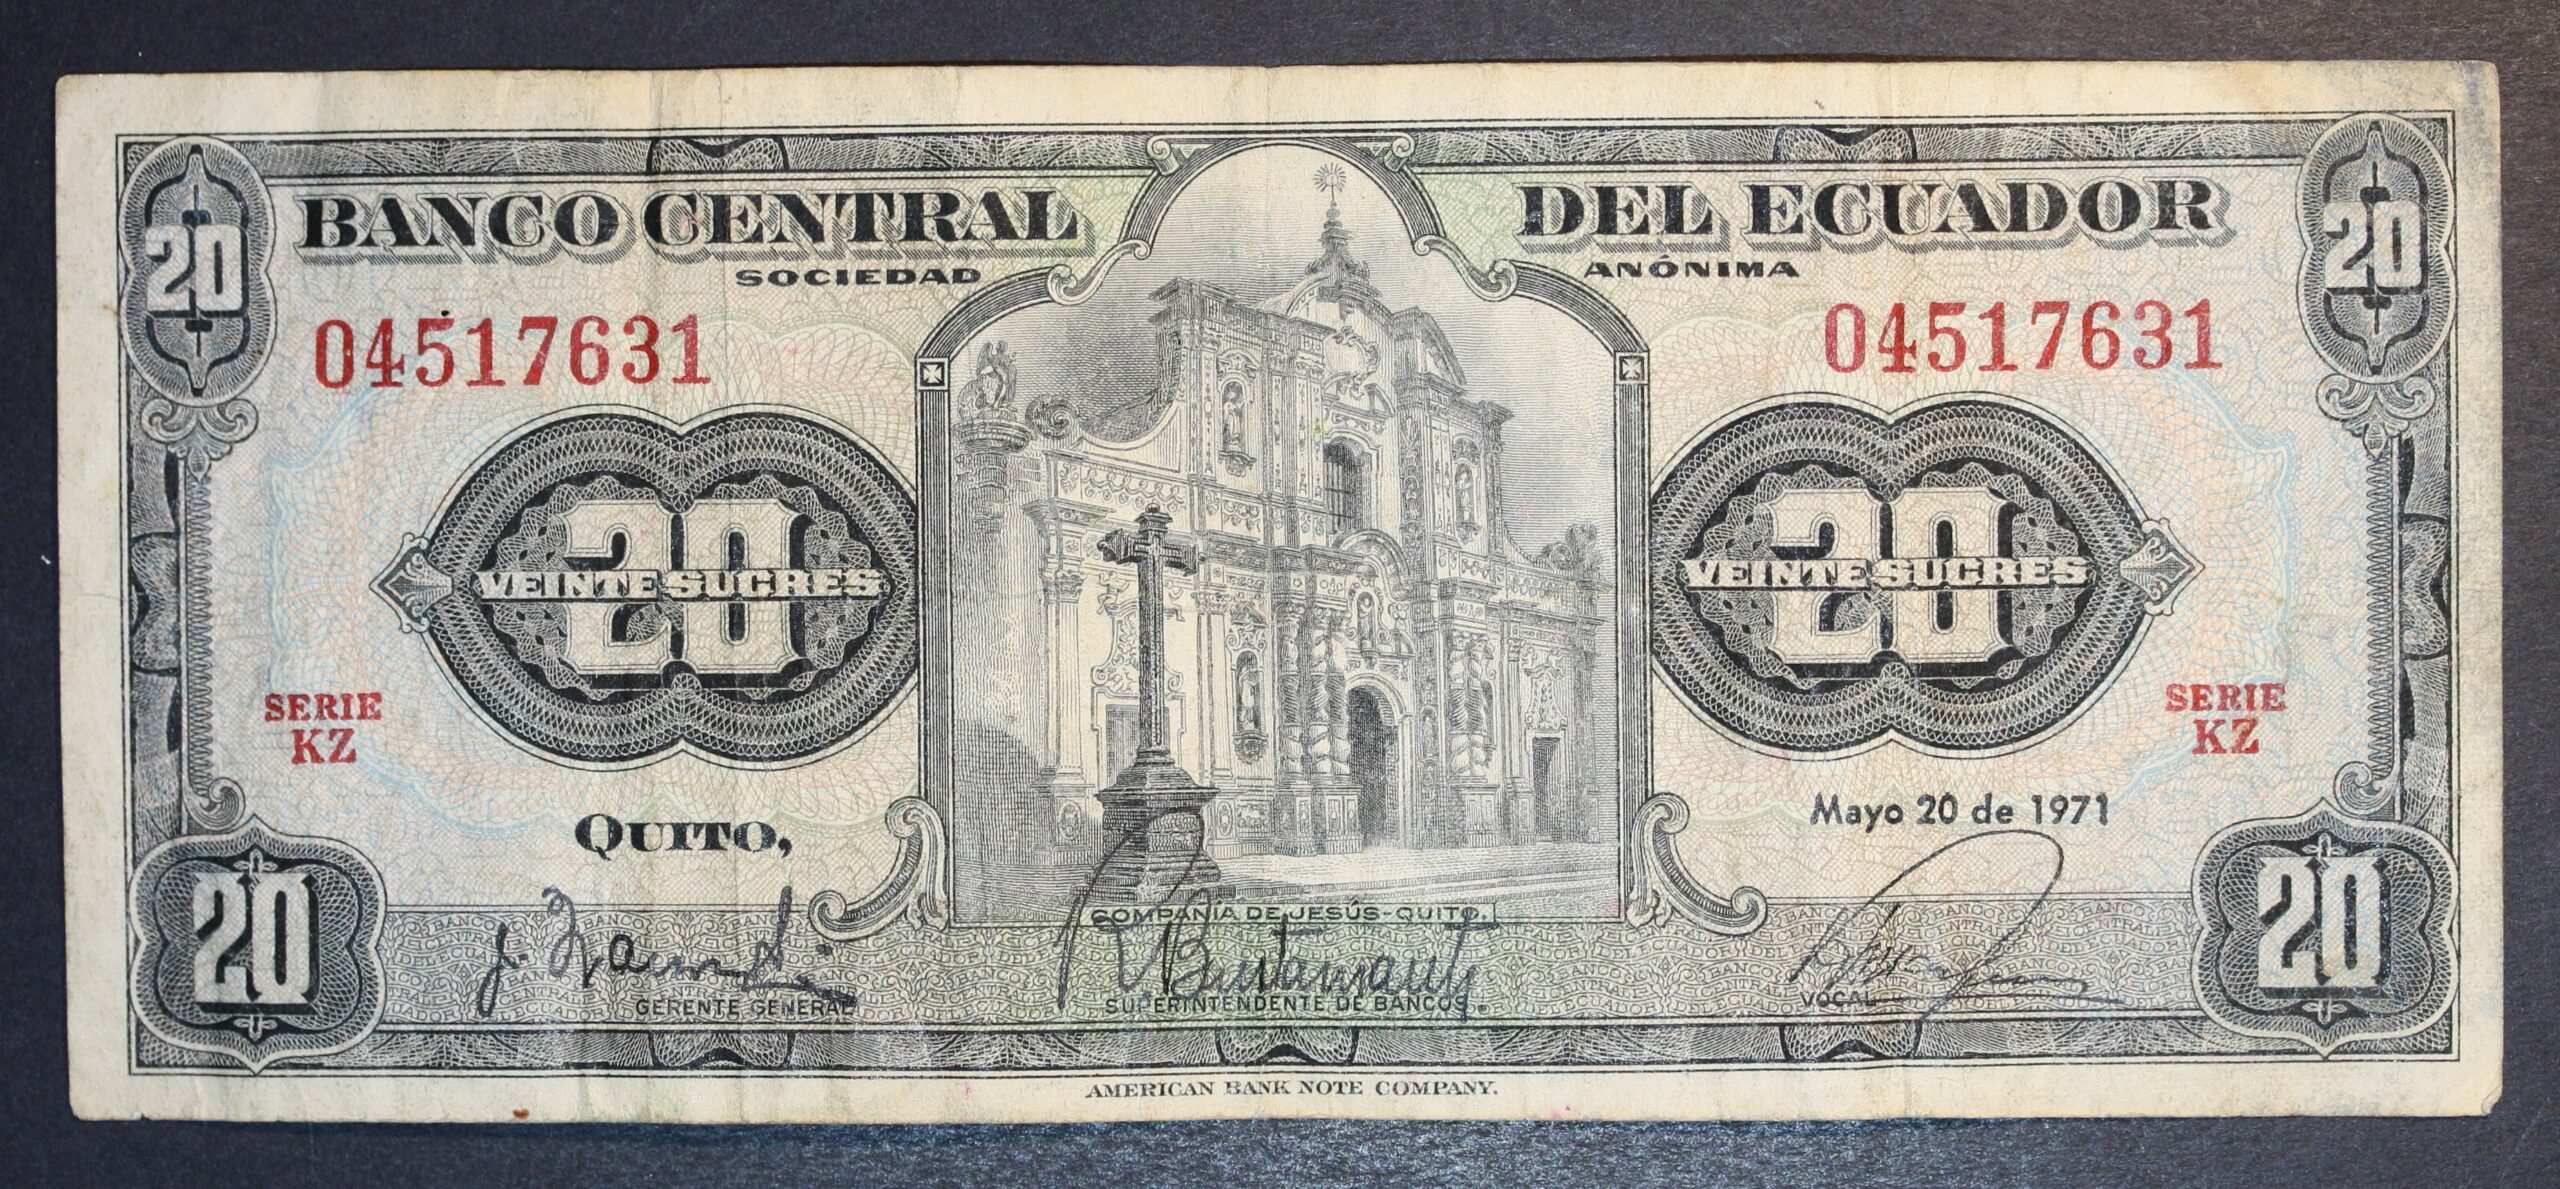 20 20
BANCO CENTRAL DEL ECUADOR
SOCIEDAD ANÓNIMA
04517631 04517631
20 20
VEINTE SUCRES VEINTE SUCRES
SERIE SERIE
KZ KZ
QUITO, Mayo 20 de 1971
20 20
COMPAÑÍA DE JESÚS-QUITO.
GERENTE GENERAL SUPERINTENDENTE DE BANCOS. VOCAL
AMERICAN BANK NOTE COMPANY.